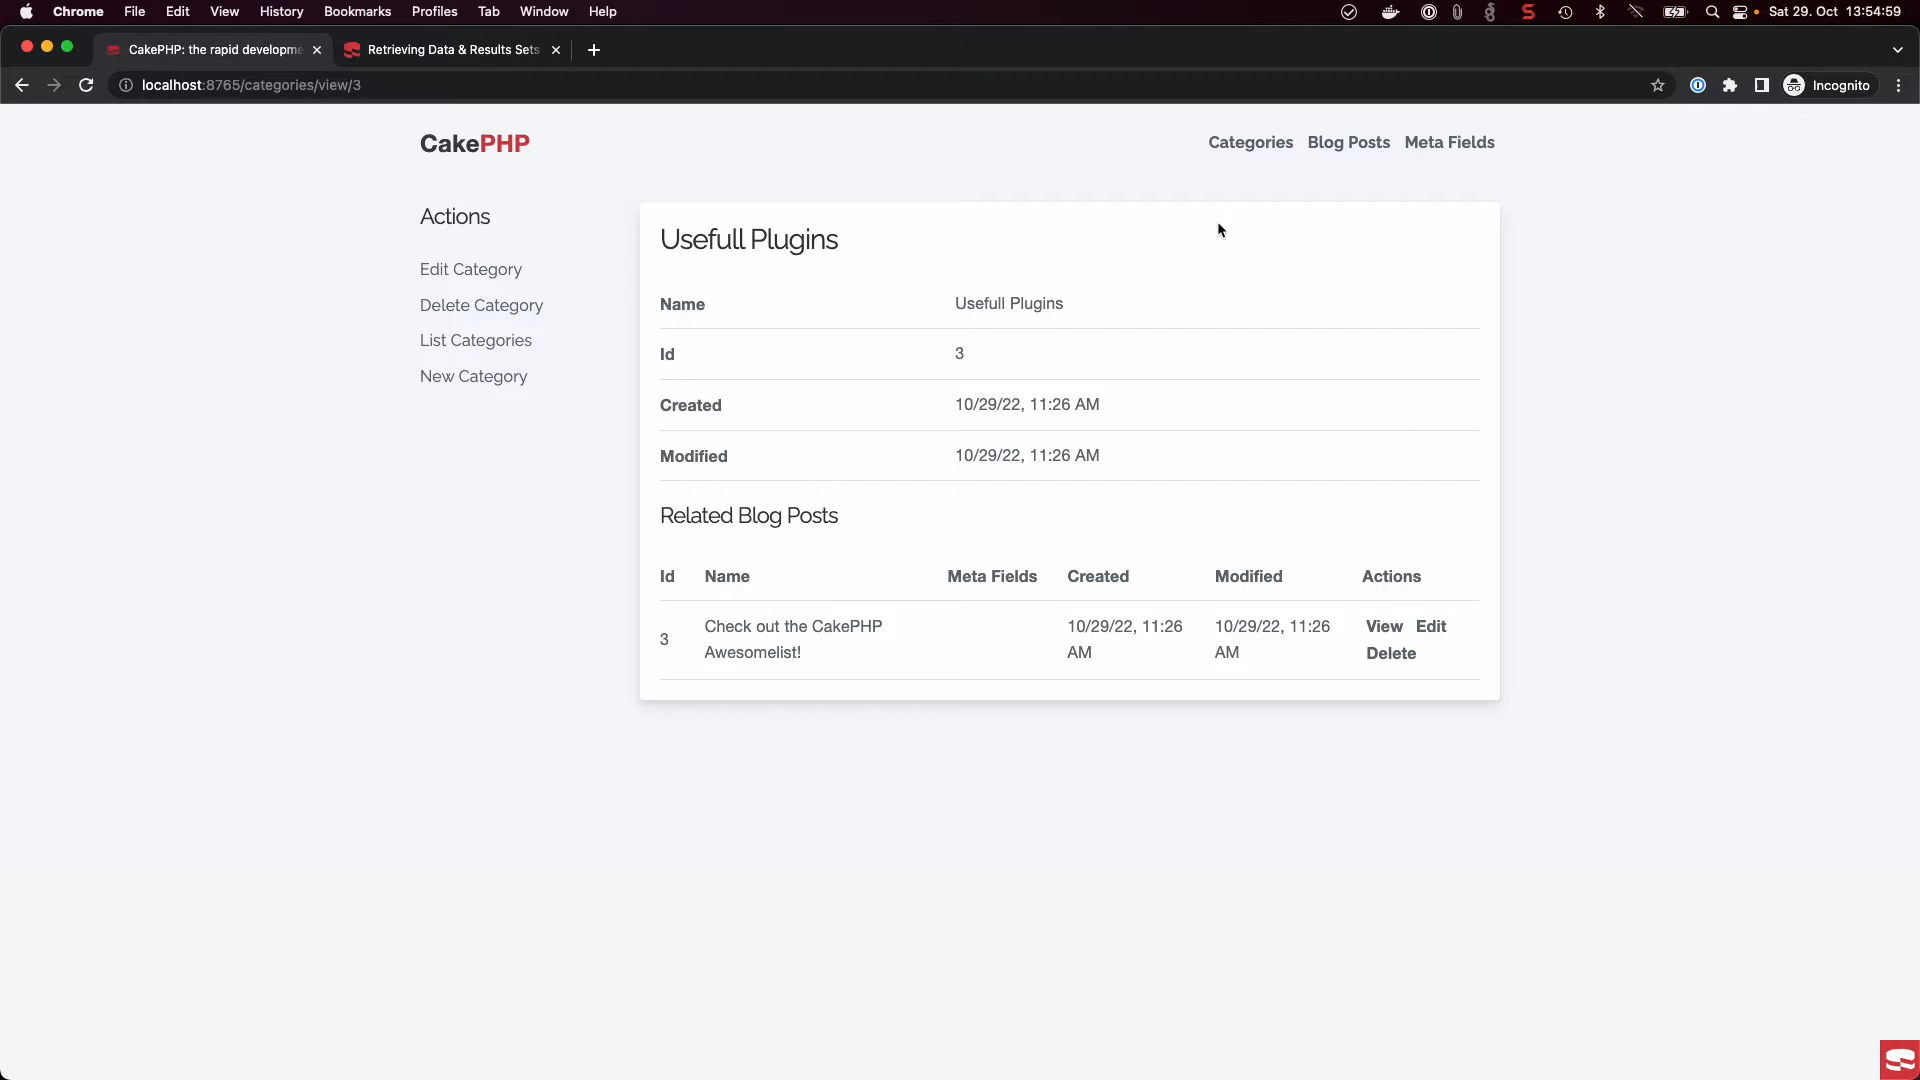 Chrome File Edit View History Bookmarks Profiles Tab Window Help Sat 29. Oct 13:54:59
CakePHP: the rapid developme Retrieving Data & Results Sets
localhost:8765/categories/view/3 Incognito
CakePHP
Categories Blog Posts Meta Fields
Actions
Edit Category
Delete Category
List Categories
New Category
Usefull Plugins
Name Usefull Plugins
Id 3
Created 10/29/22, 11:26 AM
Modified 10/29/22, 11:26 AM
Related Blog Posts
Id Name Meta Fields Created Modified Actions
3 Check out the CakePHP 10/29/22, 11:26 10/29/22, 11:26 View Edit
Awesomelist! AM AM Delete